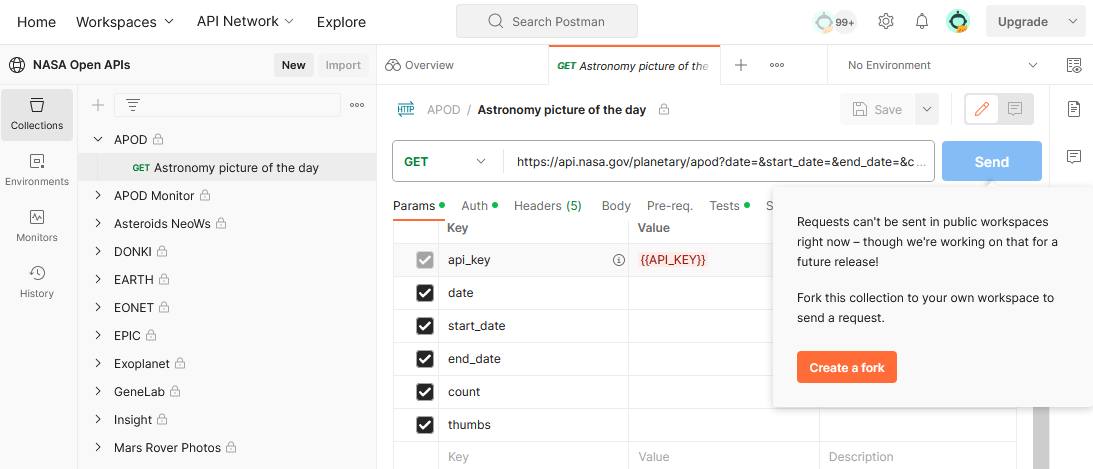 Home
Workspaces
API Network
Explore
Search Postman
99+
Upgrade
NASA Open APIs
New
Import
Overview
GET Astronomy picture of the
No Environment
Collections
Environments
Monitors
History
APOD
GET Astronomy picture of the day
APOD Monitor
Asteroids NeoWs
DONKI
EARTH
EONET
EPIC
Exoplanet
GeneLab
Insight
Mars Rover Photos
HTTP
APOD / Astronomy picture of the day
Save
GET
https://api.nasa.gov/planetary/apod?date=&start_date=&end_date=&c...
Send
Params
Auth
Headers (5)
Body
Pre-req.
Tests
S
Key
Value
api_key
{{API_KEY}}
date
start_date
end_date
count
thumbs
Key
Value
Description
Requests can't be sent in public workspaces
right now – though we're working on that for a
future release!
Fork this collection to your own workspace to
send a request.
Create a fork